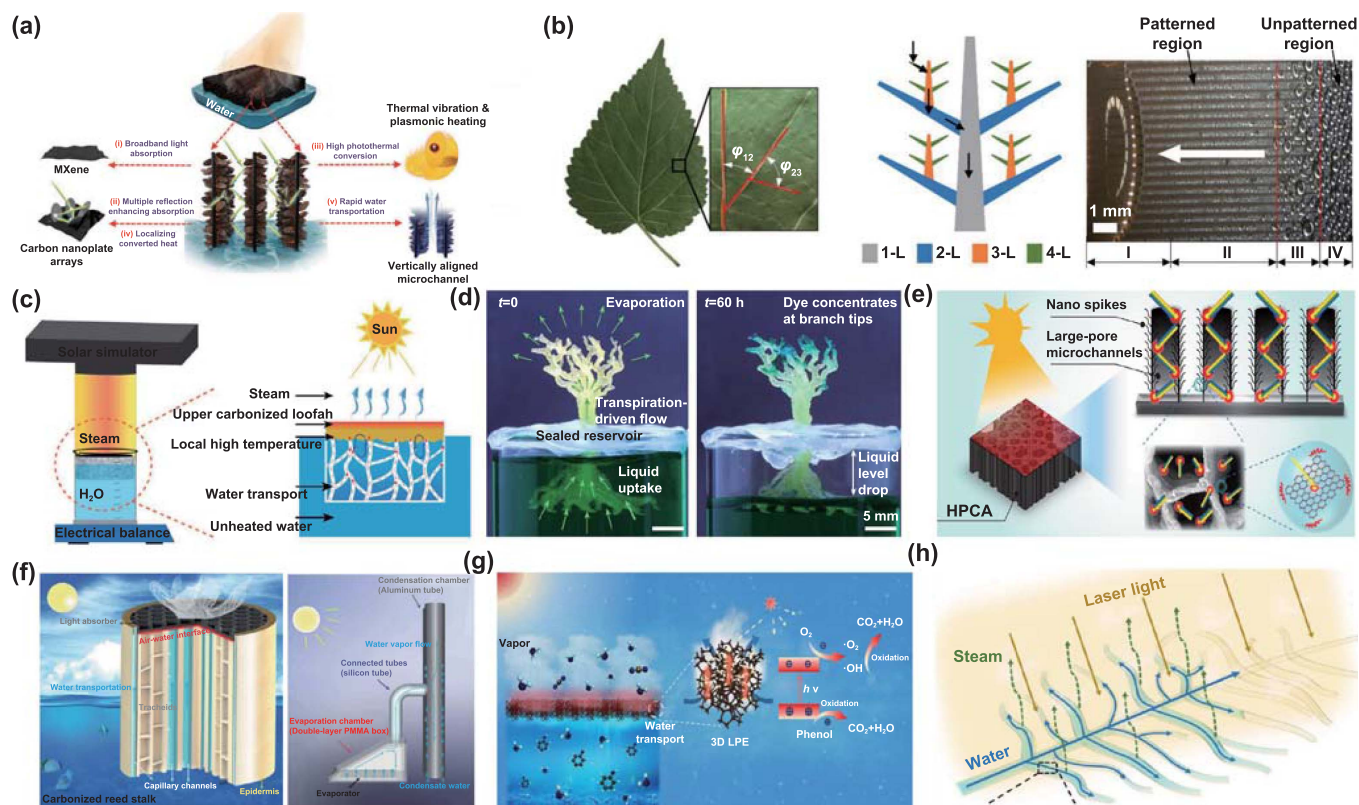 (a)
Water
(i) Broadband light
absorption
MXene
(ii) Multiple reflection
enhancing absorption
(iv) Localizing
converted heat
Carbon nanoplate
arrays
Thermal vibration &
plasmonic heating
(iii) High photothermal
conversion
(v) Rapid water
transportation
Vertically aligned
microchannel
(b)
φ12
φ23
1-L
2-L
3-L
4-L
Patterned
region
Unpatterned
region
1 mm
I
II
III
IV
(c)
Solar simulator
Steam
H2O
Electrical balance
Sun
Steam
Upper carbonized loofah
Local high temperature
Water transport
Unheated water
(d)
t=0
Evaporation
Transpiration-
driven flow
Sealed reservoir
Liquid
uptake
t=60 h
Dye concentrates
at branch tips
Liquid
level
drop
5 mm
(e)
Nano spikes
Large-pore
microchannels
HPCA
(f)
Light absorber
Air-water interface
Water transportation
Tracheids
Capillary channels
Epidermis
Carbonized reed stalk
Condensation chamber
(Aluminum tube)
Water vapor flow
Connected tubes
(silicon tube)
Evaporation chamber
(Double-layer PMMA box)
Evaporator
Condensate water
(g)
Vapor
Water
transport
3D LPE
O2
·O2
·OH
CO2+H2O
Oxidation
h v
Oxidation
Phenol
CO2+H2O
(h)
Laser light
Steam
Water